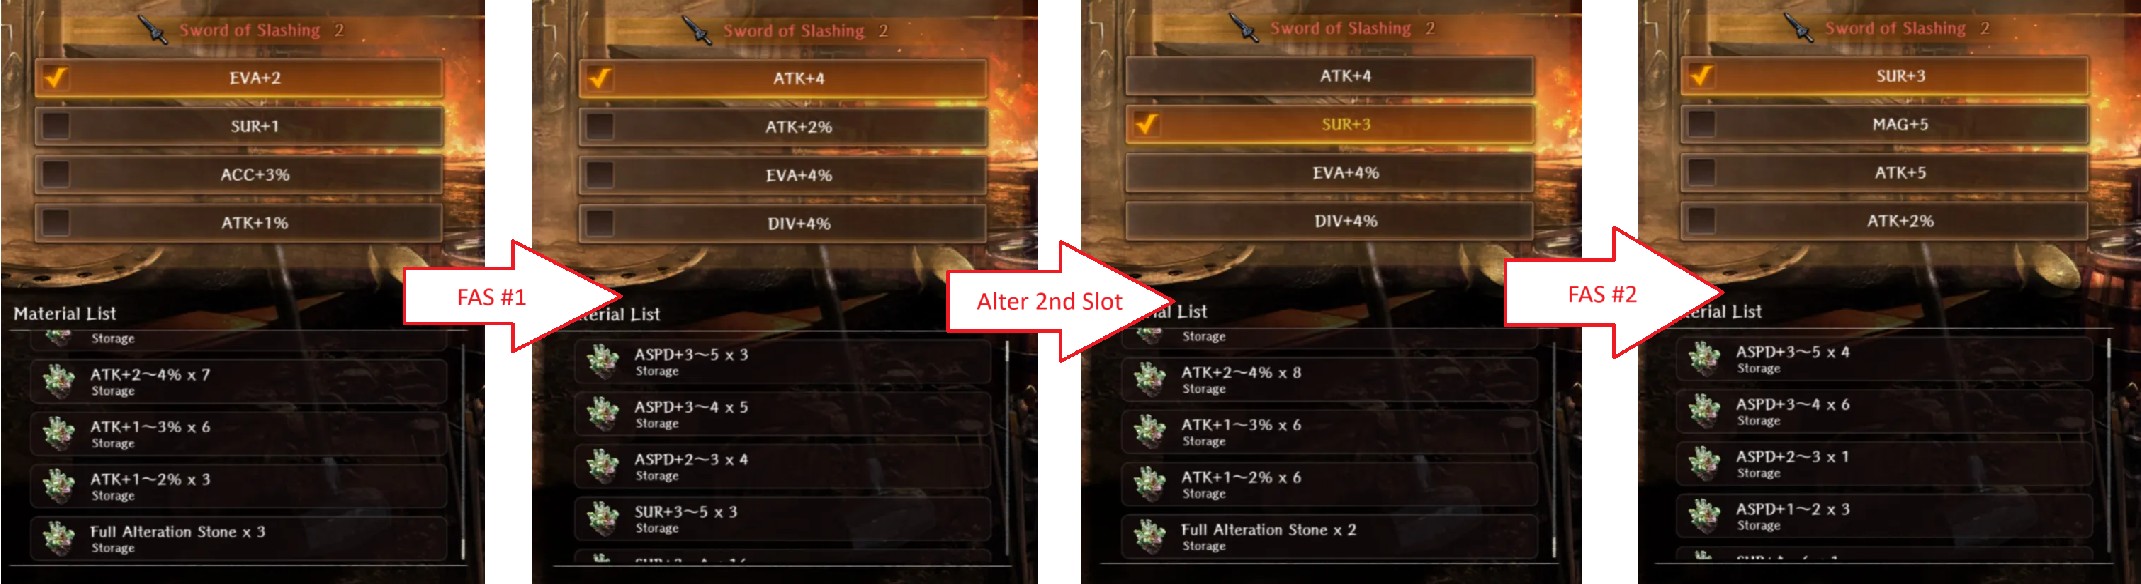 Sword of Slashing 2
EVA+2
SUR+1
ACC+3%
ATK+1%
Material List
Storage
ATK+2~4% x 7
Storage
ATK+1~3% x 6
Storage
ATK+1~2% x 3
Storage
Full Alteration Stone x 3
Storage
FAS #1
Sword of Slashing 2
ATK+4
ATK+2%
EVA+4%
DIV+4%
erial List
ASPD+3~5 x 3
Storage
ASPD+3~4 x 5
Storage
ASPD+2~3 x 4
Storage
SUR+3~5 x 3
Storage
Alter 2nd Slot
Sword of Slashing 2
ATK+4
SUR+3
EVA+4%
DIV+4%
ial List
Storage
ATK+2~4% x 8
Storage
ATK+1~3% x 6
Storage
ATK+1~2% x 6
Storage
Full Alteration Stone x 2
Storage
FAS #2
Sword of Slashing 2
SUR+3
MAG+5
ATK+5
ATK+2%
erial List
ASPD+3~5 x 4
Storage
ASPD+3~4 x 6
Storage
ASPD+2~3 x 1
Storage
ASPD+1~2 x 3
Storage